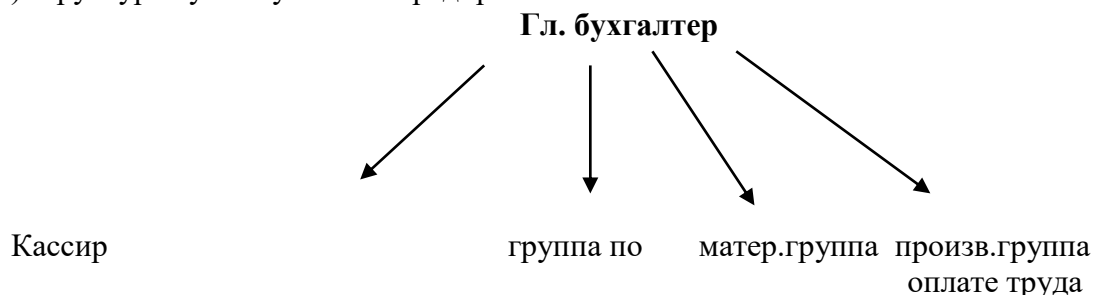 Гл. бухгалтер
Кассир группа по матер.группа произв.группа
оплате труда